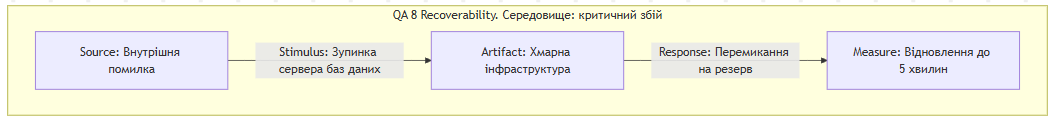 QA 8 Recoverability. Середовище: критичний збій
Source: Внутрішня
помилка
Stimulus: Зупинка
сервера баз даних
Artifact: Хмарна
інфраструктура
Response: Перемикання
на резерв
Measure: Відновлення до
5 хвилин